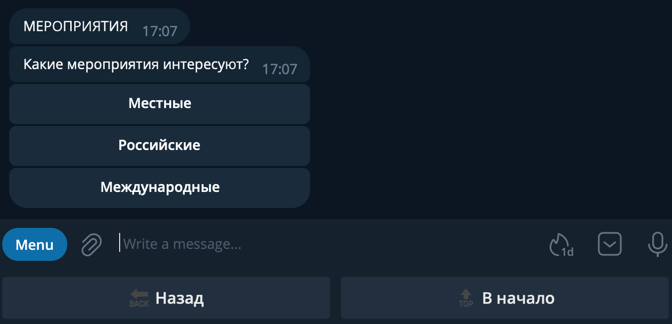 МЕРОПРИЯТИЯ 17:07
Какие мероприятия интересуют? 17:07
Местные
Российские
Международные
Menu Write a message... 1d
BACK Назад TOP В начало